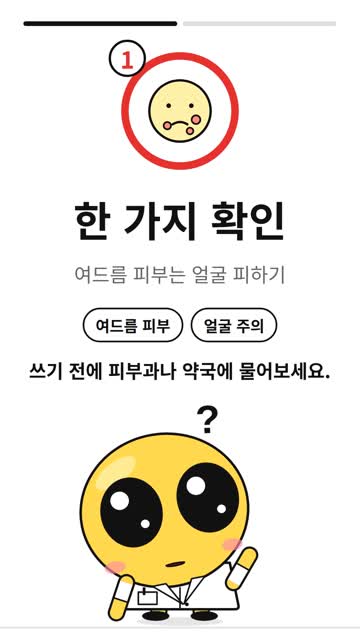 1
한 가지 확인
여드름 피부는 얼굴 피하기
여드름 피부
얼굴 주의
쓰기 전에 피부과나 약국에 물어보세요.
?